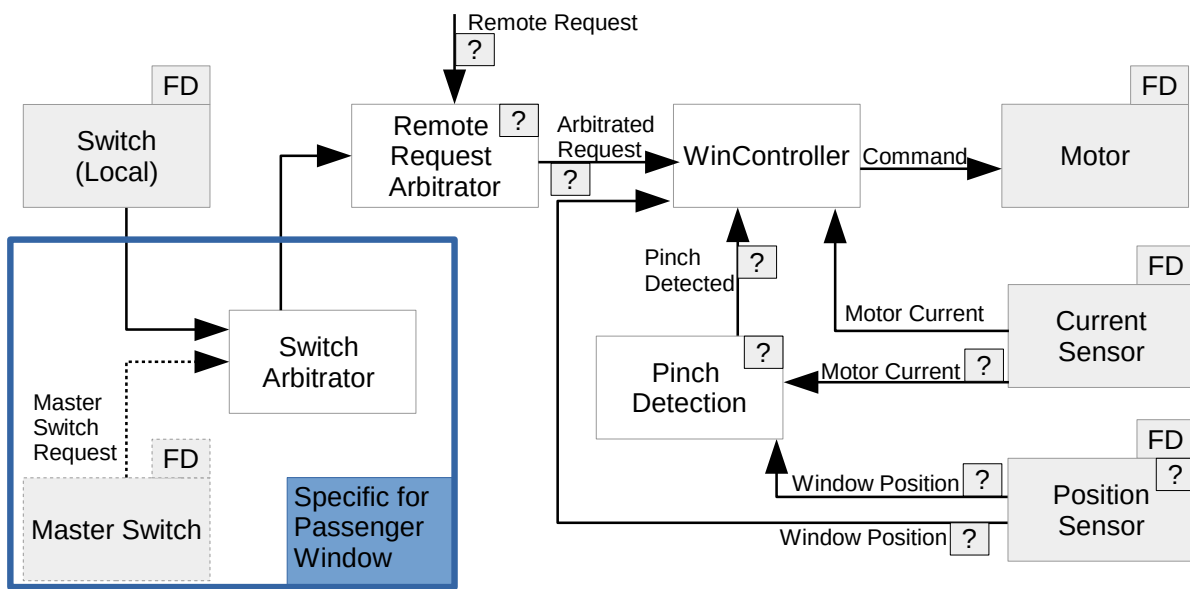 Remote Request
?
FD
Switch
(Local)
Remote
Request
Arbitrator
?
Arbitrated
Request
?
WinController
Command
FD
Motor
Pinch
Detected
?
FD
Current
Sensor
Motor Current
Motor Current
?
Pinch
Detection
?
Switch
Arbitrator
Master
Switch
Request
FD
Master Switch
Specific for
Passenger
Window
FD
?
Position
Sensor
Window Position
?
Window Position
?